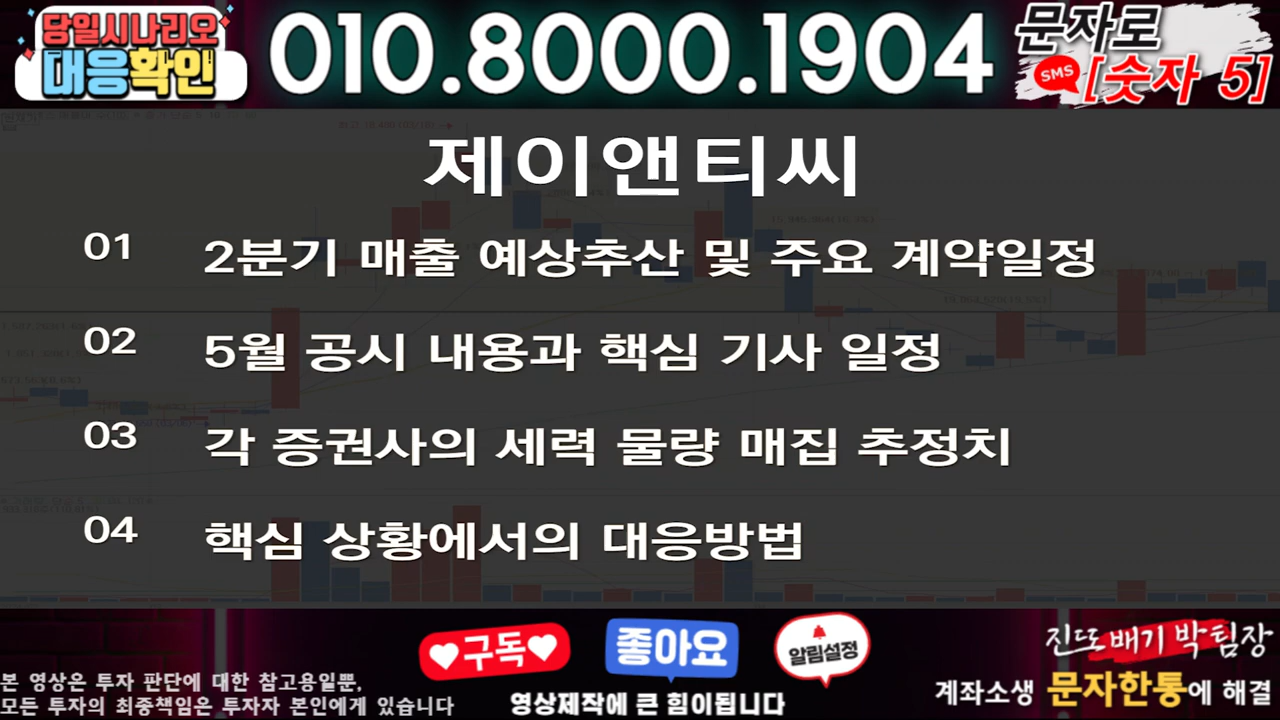 당일시나리오
대응확인
010.8000.1904
문자로
SMS [숫자 5]
제이앤티씨
01 2분기 매출 예상추산 및 주요 계약일정
02 5월 공시 내용과 핵심 기사 일정
03 각 증권사의 세력 물량 매집 추정치
04 핵심 상황에서의 대응방법
구독
좋아요
알림설정
영상제작에 큰 힘이됩니다
본 영상은 투자 판단에 대한 참고용일뿐,
모든 투자의 최종책임은 투자자 본인에게 있습니다
진또배기 박팀장
계좌소생 문자한통에 해결